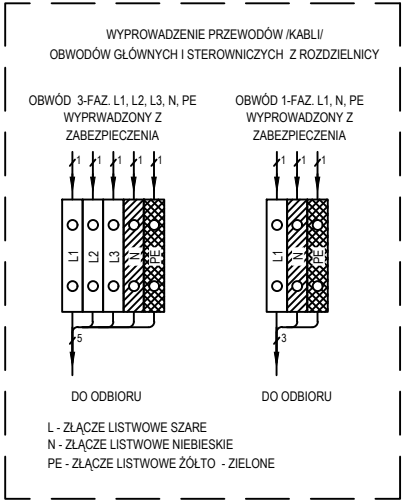 WYPROWADZENIE PRZEWODÓW /KABLI/
OBWODÓW GŁÓWNYCH I STEROWNICZYCH Z ROZDZIELNICY
OBWÓD 3-FAZ. L1, L2, L3, N, PE
WYPRWADZONY Z
ZABEZPIECZENIA
1 1 1 1 1
L1 L2 L3 N PE
5
DO ODBIORU
OBWÓD 1-FAZ. L1, N, PE
WYPROWADZONY Z
ZABEZPIECZENIA
1 1 1
L1 N PE
3
DO ODBIORU
L - ZŁĄCZE LISTWOWE SZARE
N - ZŁĄCZE LISTWOWE NIEBIESKIE
PE - ZŁĄCZE LISTWOWE ŻÓŁTO - ZIELONE